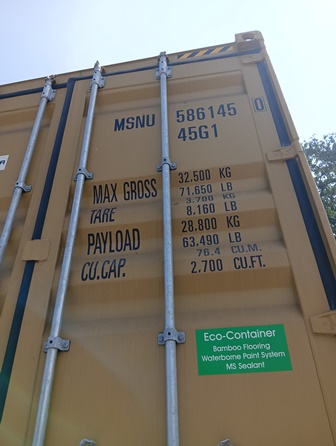 MSNU 586145 0
45G1
MAX GROSS 32.500 KG
71.650 LB
TARE 3.700 KG
8.160 LB
PAYLOAD 28.800 KG
63.490 LB
CU.CAP. 76.4 CU.M.
2.700 CU.FT.
Eco-Container
Bamboo Flooring
Waterborne Paint System
MS Sealant